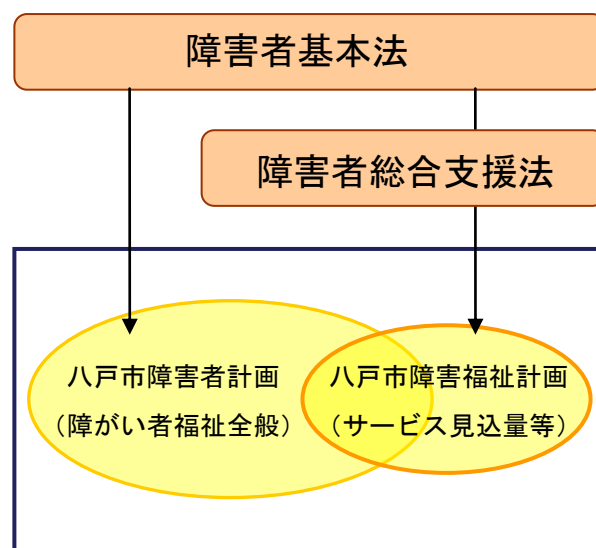 障害者基本法
障害者総合支援法
八戸市障害者計画
（障がい者福祉全般）
八戸市障害福祉計画
（サービス見込量等）